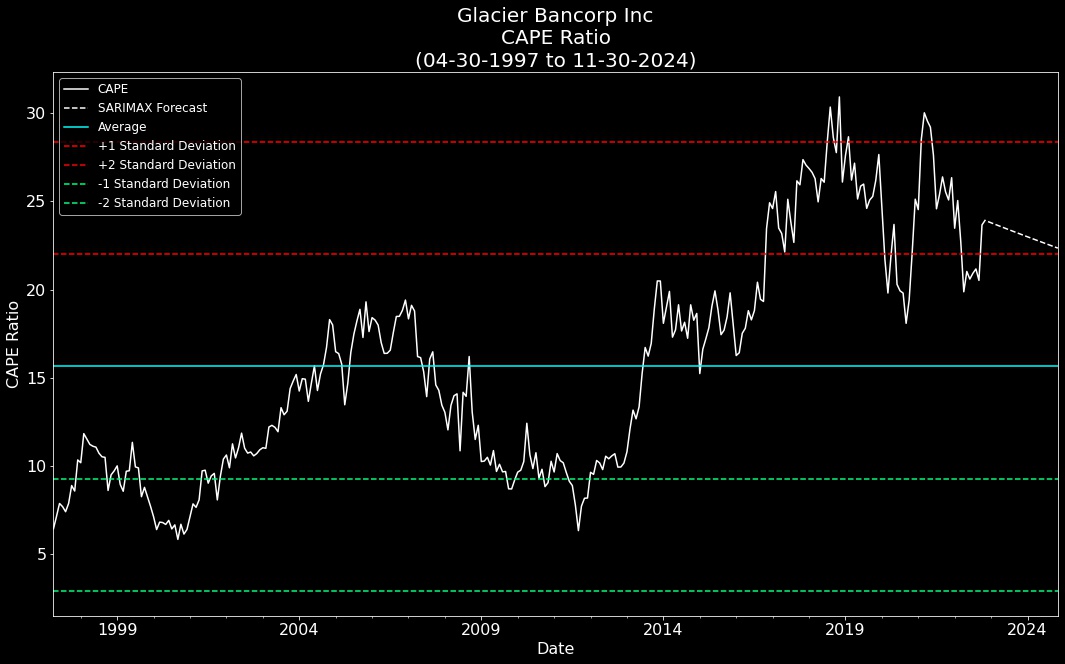 Glacier Bancorp Inc
CAPE Ratio
(04-30-1997 to 11-30-2024)
CAPE
SARIMAX Forecast
Average
+1 Standard Deviation
+2 Standard Deviation
-1 Standard Deviation
-2 Standard Deviation
30
25
20
15
10
5
CAPE Ratio
1999
2004
2009
2014
2019
2024
Date